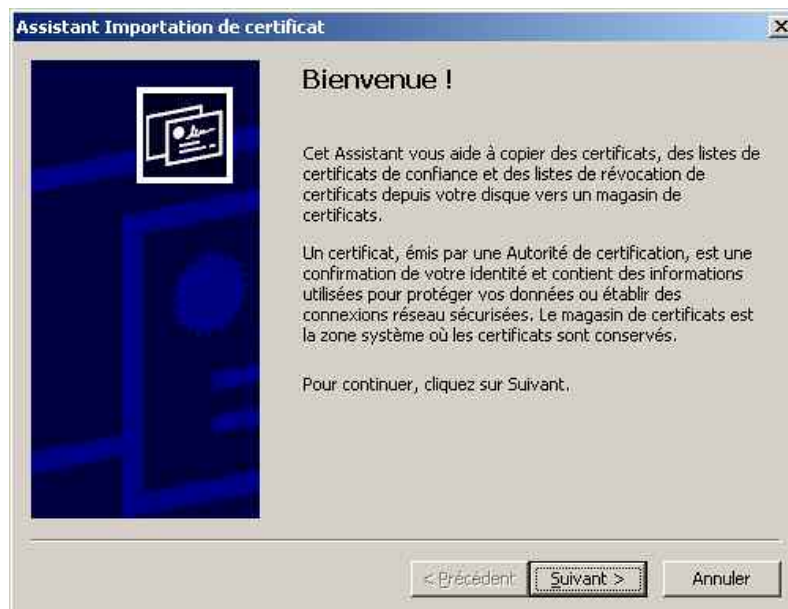 Assistant Importation de certificat
Bienvenue !
Cet Assistant vous aide à copier des certificats, des listes de
certificats de confiance et des listes de révocation de
certificats depuis votre disque vers un magasin de
certificats.
Un certificat, émis par une Autorité de certification, est une
confirmation de votre identité et contient des informations
utilisées pour protéger vos données ou établir des
connexions réseau sécurisées. Le magasin de certificats est
la zone système où les certificats sont conservés.
Pour continuer, cliquez sur Suivant.
< Précédent Suivant > Annuler